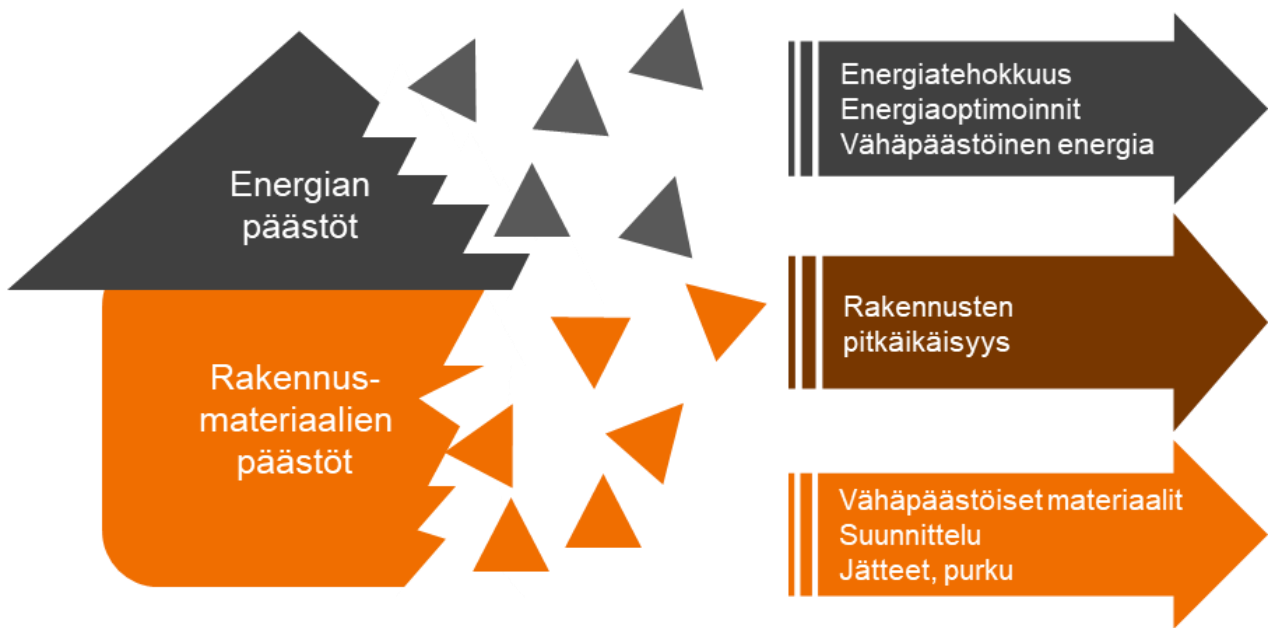 Energian
päästöt
Rakennus-
materiaalien
päästöt
Energiatehokkuus
Energiaoptimoinnit
Vähäpäästöinen energia
Rakennusten
pitkäikäisyys
Vähäpäästöiset materiaalit
Suunnittelu
Jätteet, purku